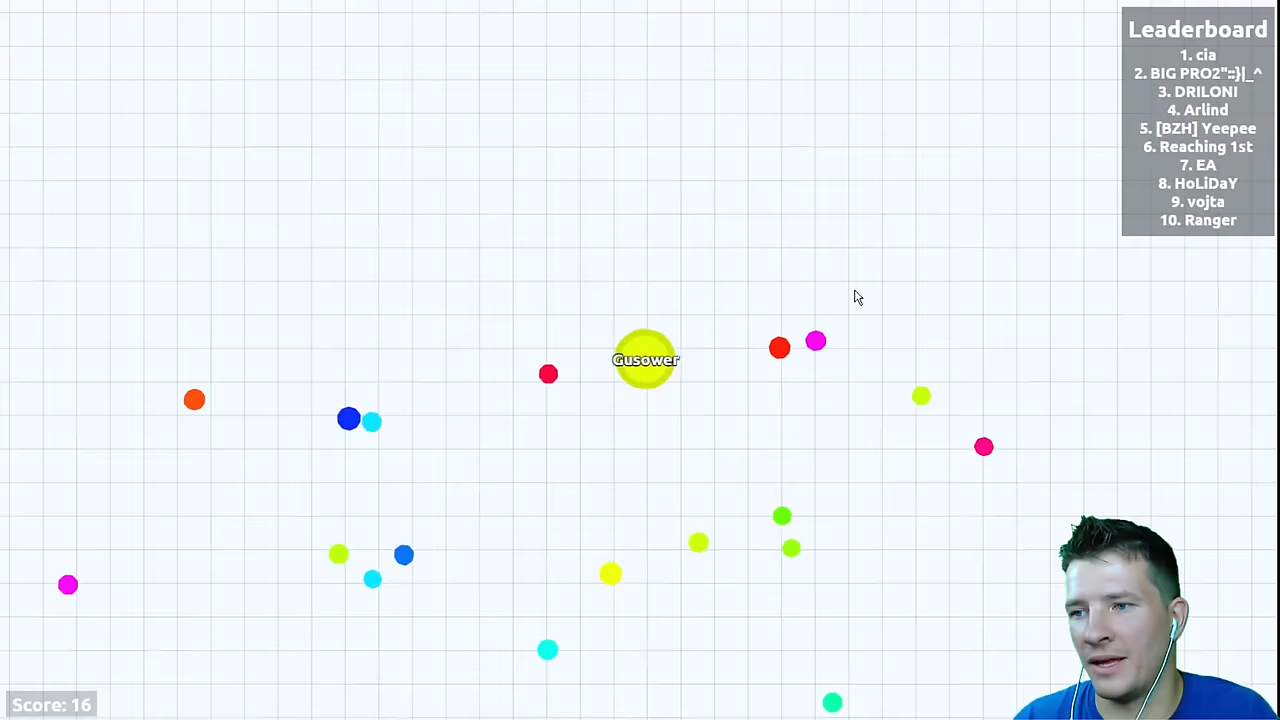 Leaderboard
1. cia
2. BIG PRO2"::}|_^
3. DRILONI
4. Arlind
5. [BZH] Yeepee
6. Reaching 1st
7. EA
8. HoLiDaY
9. vojta
10. Ranger
Gusower
Score: 16